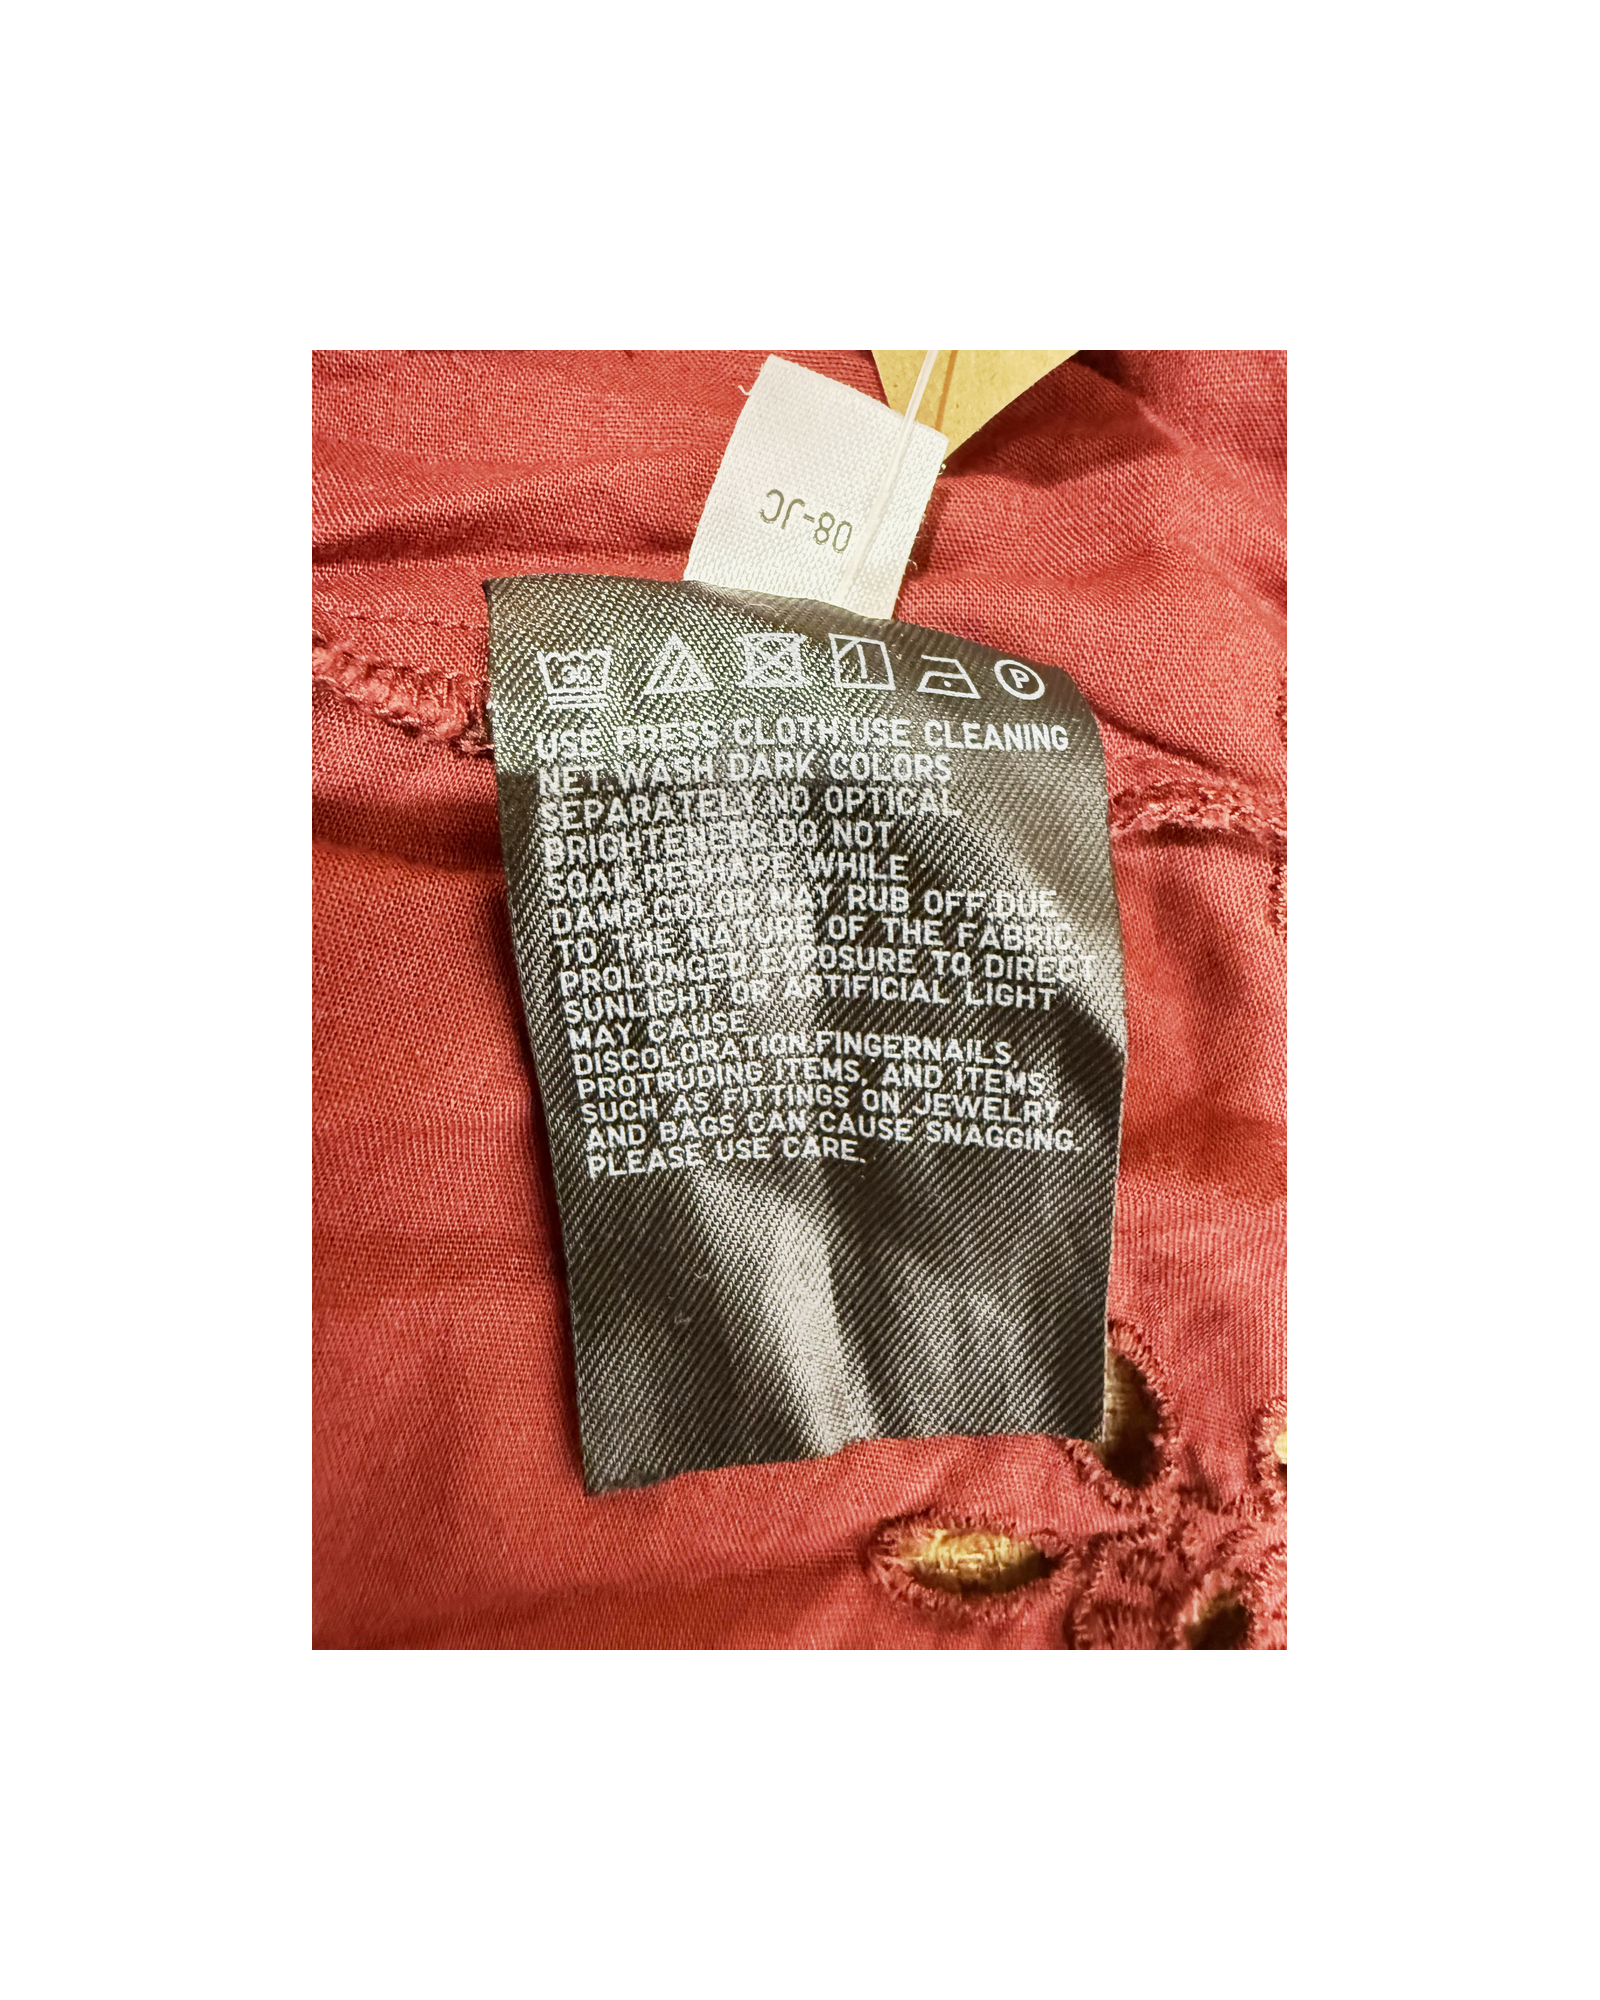 08-JC
30
P
USE PRESS CLOTH.USE CLEANING
NET.WASH DARK COLORS
SEPARATELY.NO OPTICAL
BRIGHTENERS.DO NOT
SOAK.RESHAPE WHILE
DAMP.COLOR MAY RUB OFF DUE
TO THE NATURE OF THE FABRIC.
PROLONGED EXPOSURE TO DIRECT
SUNLIGHT OR ARTIFICIAL LIGHT
MAY CAUSE
DISCOLORATION.FINGERNAILS,
PROTRUDING ITEMS, AND ITEMS
SUCH AS FITTINGS ON JEWELRY
AND BAGS CAN CAUSE SNAGGING.
PLEASE USE CARE.